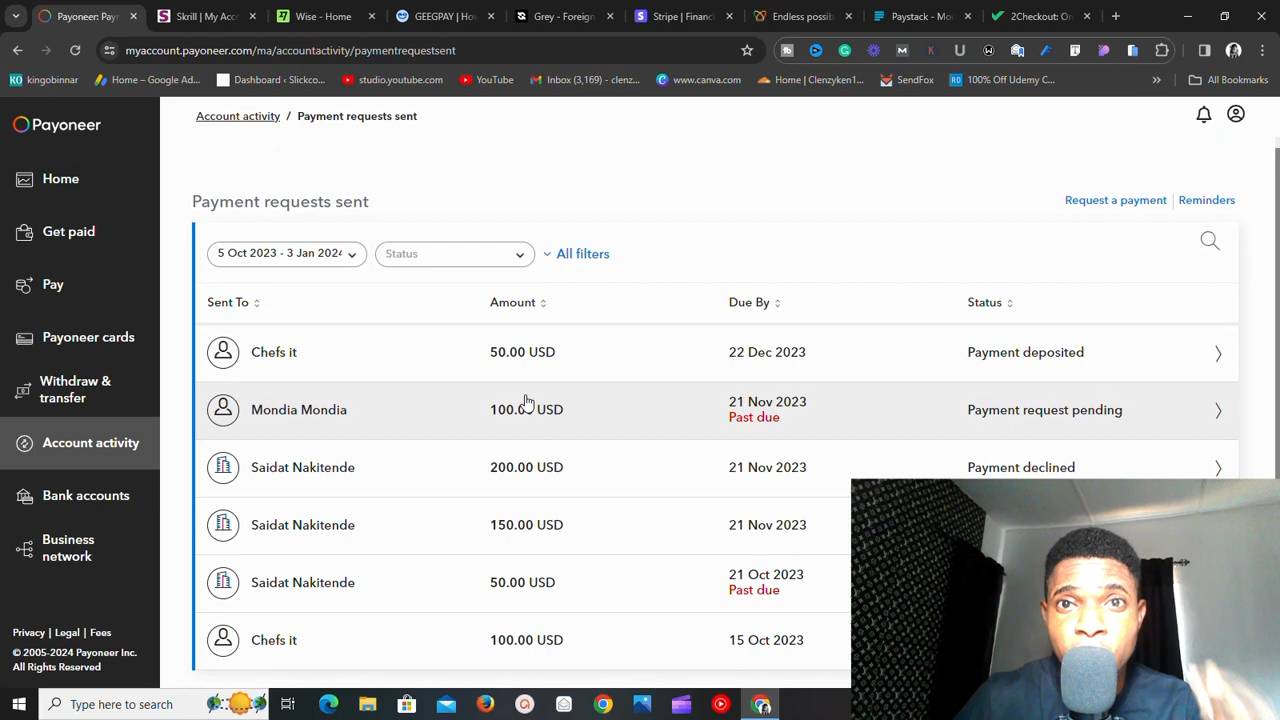 Payoneer: Pay
Skrill | My Acc
Wise - Home
GEEGPAY | Ho
Grey - Foreign
Stripe | Financ
Endless possib
Paystack - Mo
2Checkout: On
myaccount.payoneer.com/ma/accountactivity/paymentrequestsent
kingobinnar
Home – Google Ad...
Dashboard ‹ Slickco...
studio.youtube.com
YouTube
Inbox (3,169) - clenz...
www.canva.com
Home | Clenzyken1...
SendFox
100% Off Udemy C...
All Bookmarks
Payoneer
Home
Get paid
Pay
Payoneer cards
Withdraw &
transfer
Account activity
Bank accounts
Business
network
Privacy | Legal | Fees
© 2005-2024 Payoneer Inc.
All Rights Reserved
Account activity / Payment requests sent
Payment requests sent
Request a payment | Reminders
5 Oct 2023 - 3 Jan 2024
Status
All filters
Sent To
Amount
Due By
Status
Chefs it
50.00 USD
22 Dec 2023
Payment deposited
Mondia Mondia
100.00 USD
21 Nov 2023
Past due
Payment request pending
Saidat Nakitende
200.00 USD
21 Nov 2023
Payment declined
Saidat Nakitende
150.00 USD
21 Nov 2023
Saidat Nakitende
50.00 USD
21 Oct 2023
Past due
Chefs it
100.00 USD
15 Oct 2023
Type here to search